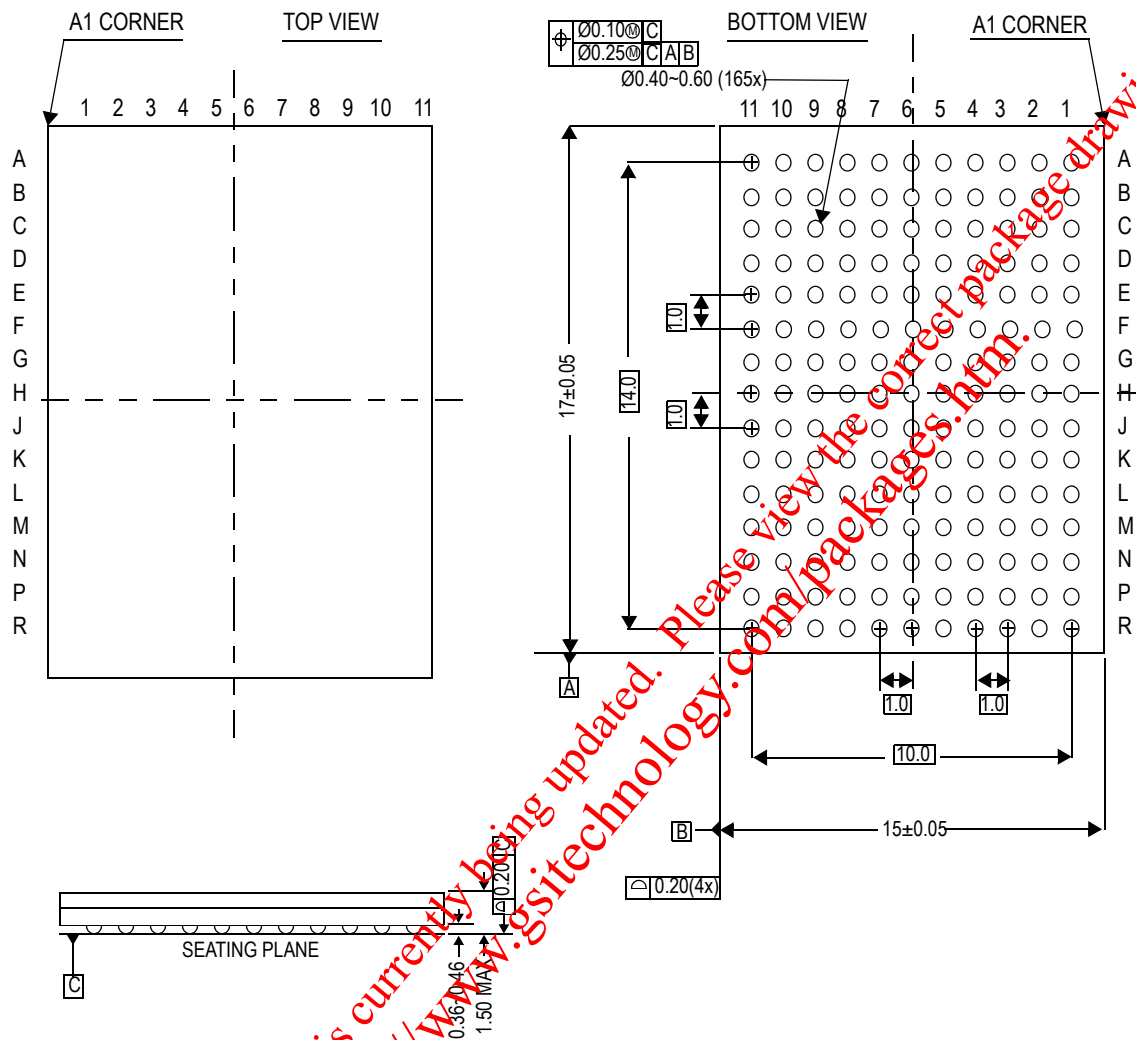 A1 CORNER
TOP VIEW
1 2 3 4 5 6 7 8 9 10 11
A
B
C
D
E
F
G
H
J
K
L
M
N
P
R
Ø0.10Ⓜ C
Ø0.25Ⓜ C A B
Ø0.40~0.60 (165x)
BOTTOM VIEW
A1 CORNER
11 10 9 8 7 6 5 4 3 2 1
A
B
C
D
E
F
G
H
J
K
L
M
N
P
R
17±0.05
14.0
1.0
1.0
A
1.0
1.0
10.0
B
15±0.05
0.20(4x)
0.20 C
SEATING PLANE
C
0.36~0.46
1.50 MAX
is currently being updated. Please view the correct package drawi
//www.gsitechnology.com/packages.htm.